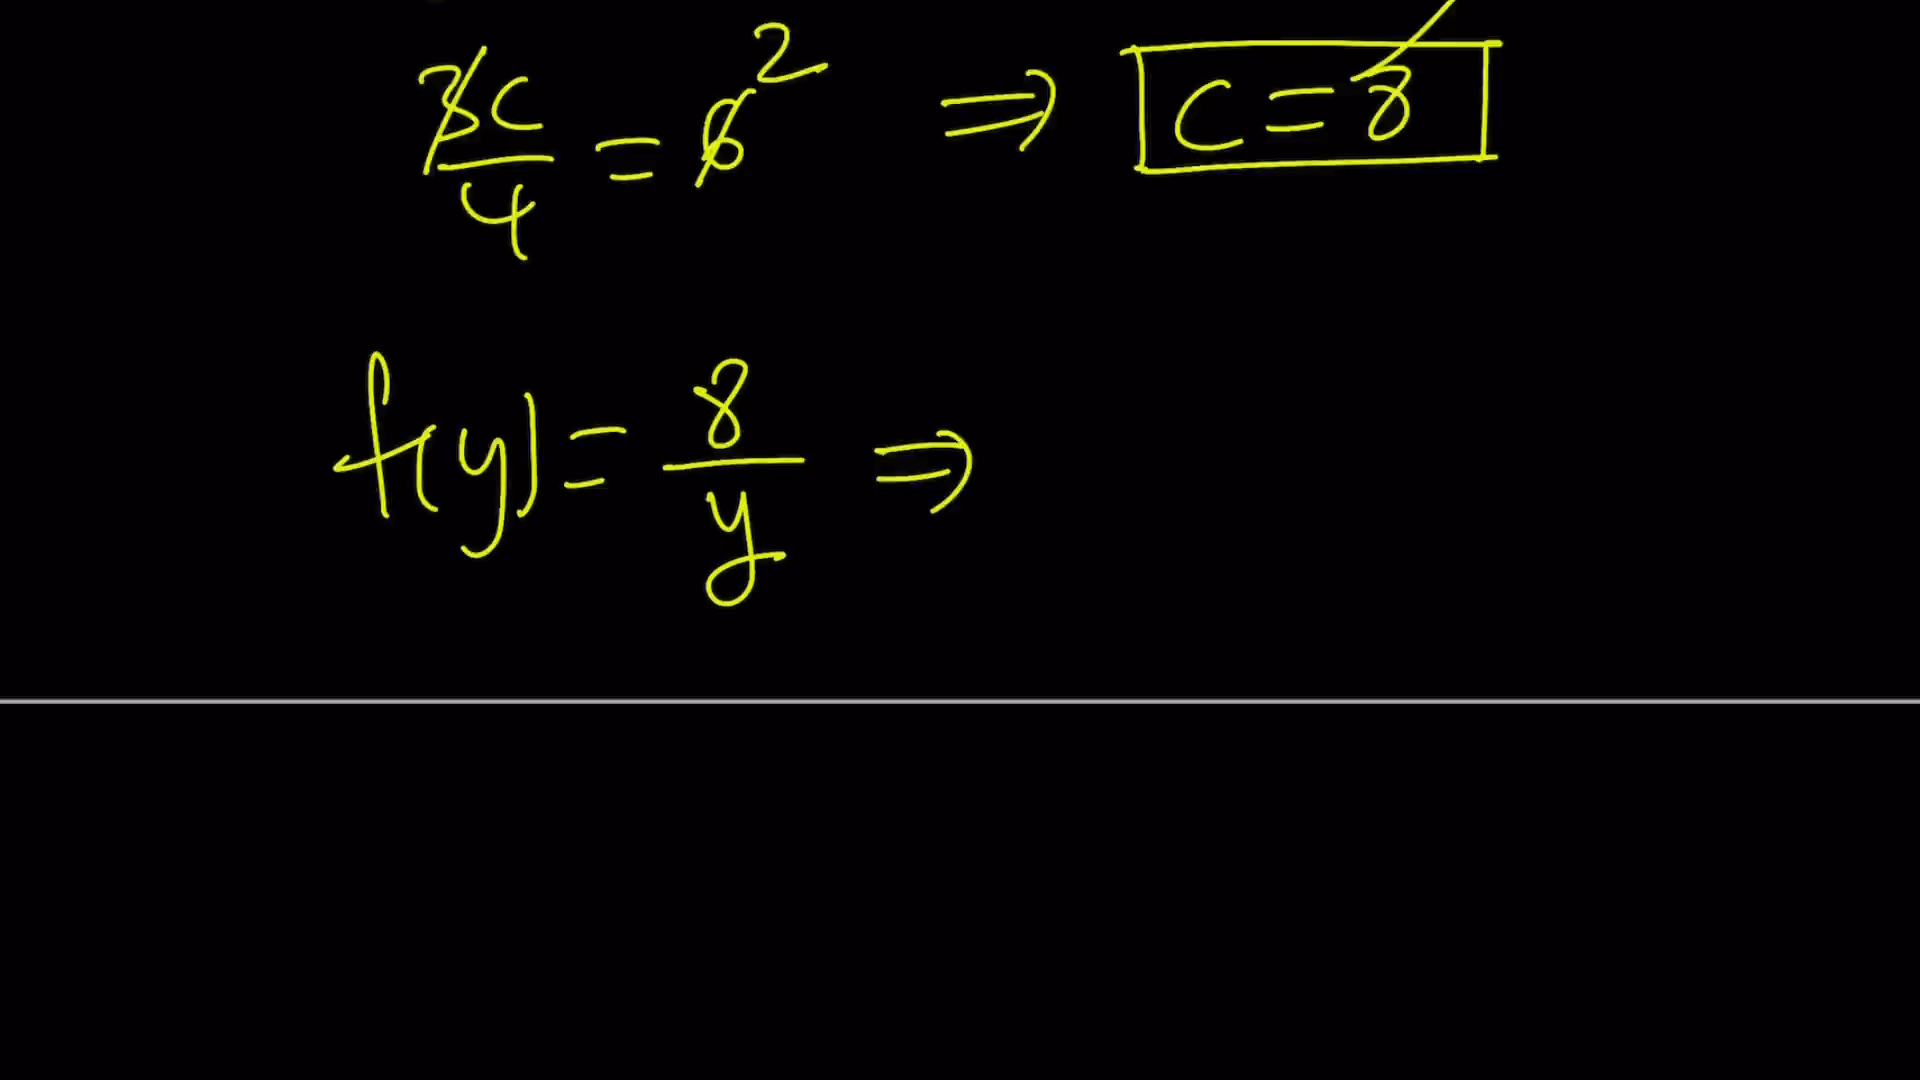 3c/4 = 6 2 ⇒ c = 8
f(y) = 8/y ⇒